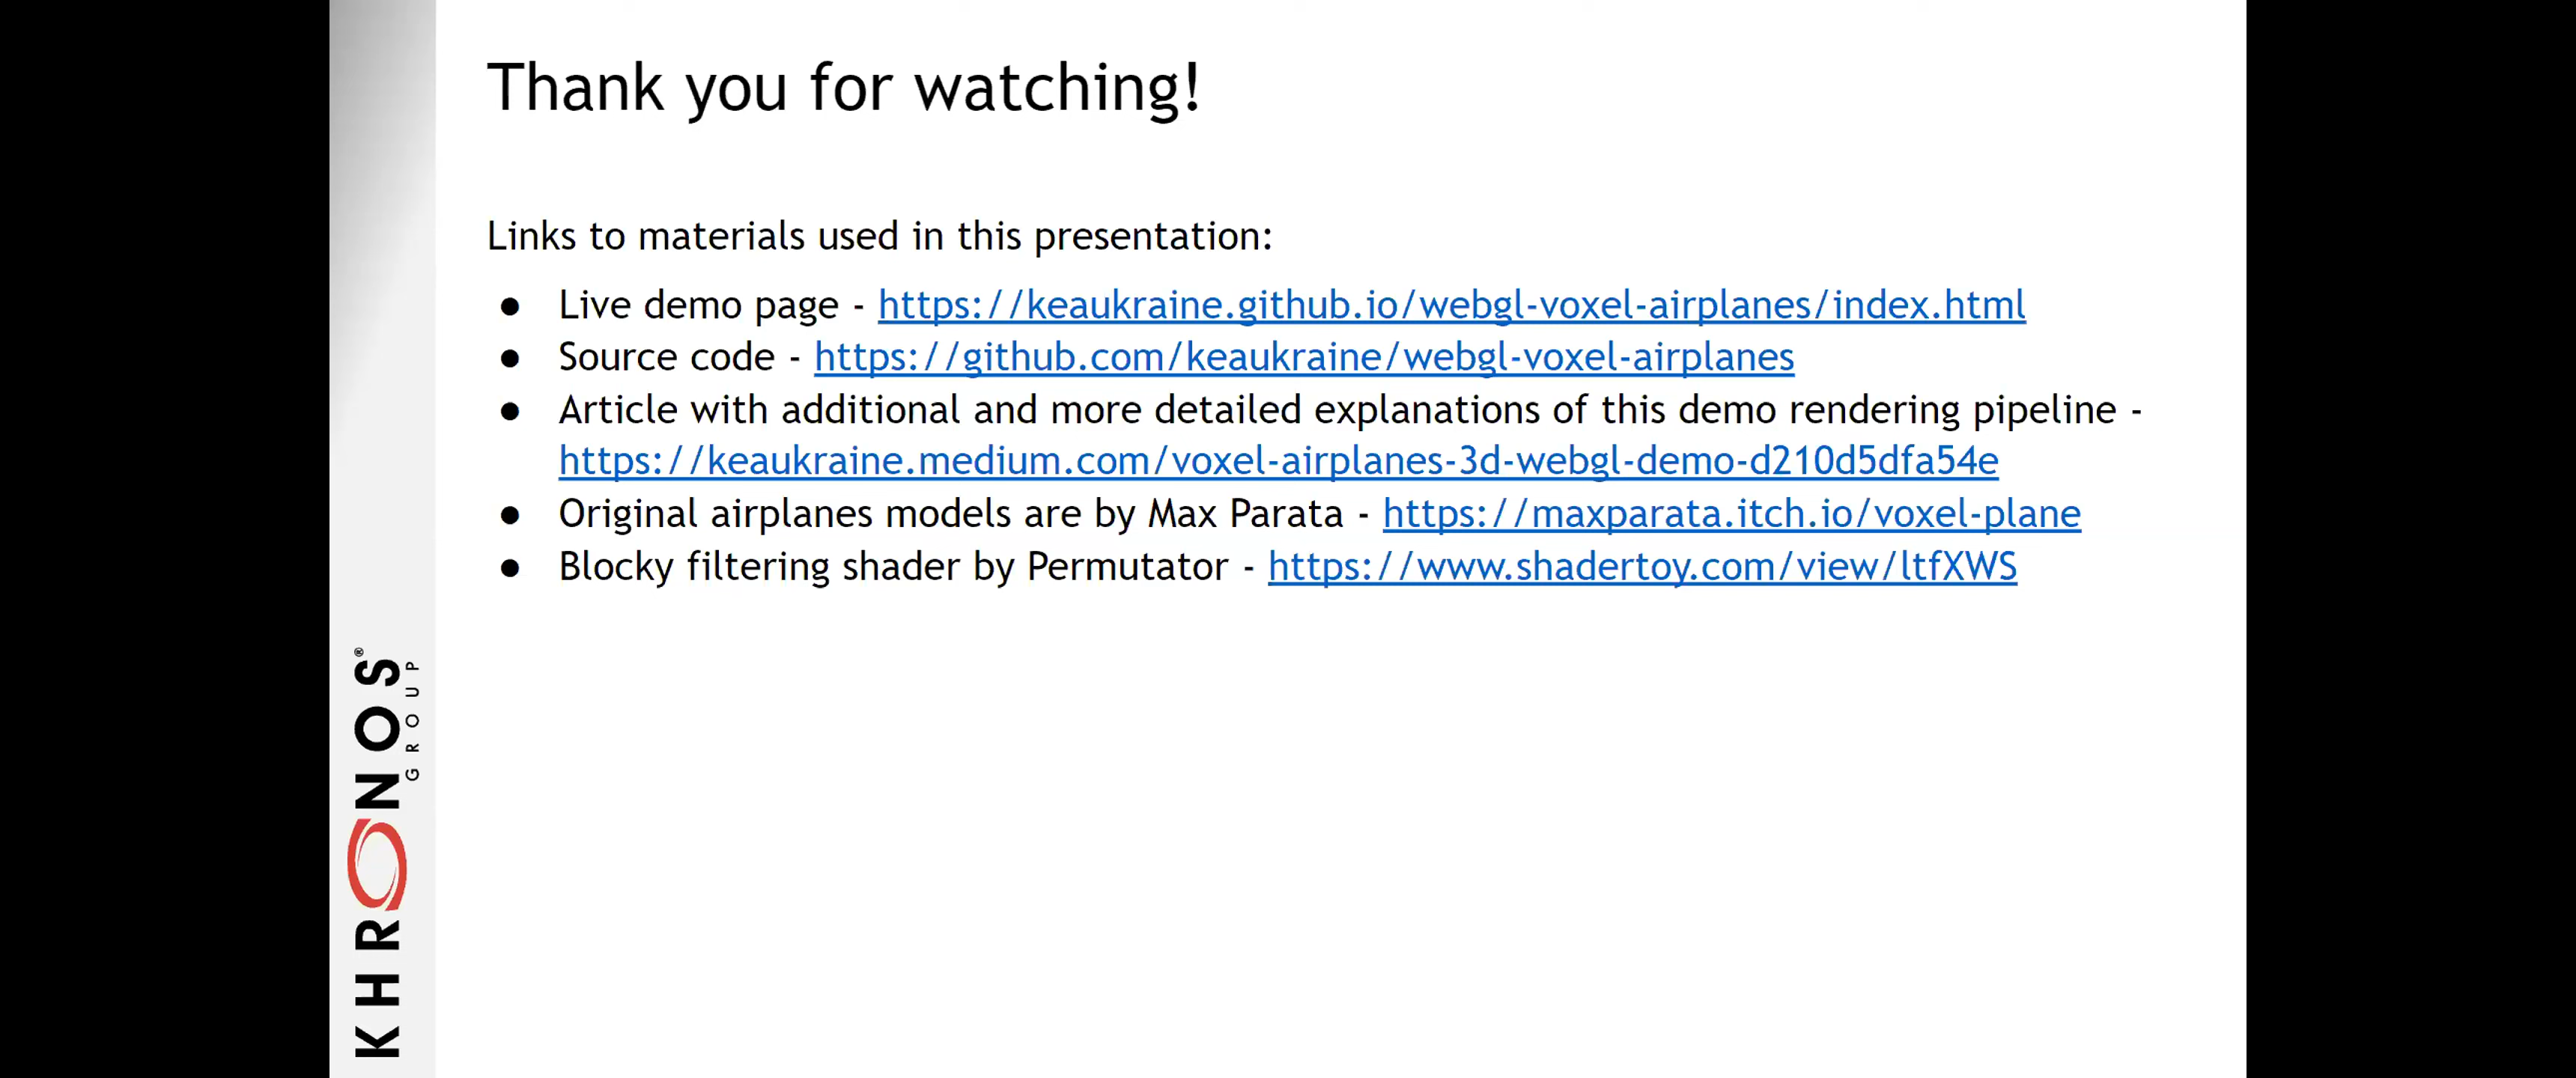 Thank you for watching!
Links to materials used in this presentation:
● Live demo page - https://keaukraine.github.io/webgl-voxel-airplanes/index.html
● Source code - https://github.com/keaukraine/webgl-voxel-airplanes
● Article with additional and more detailed explanations of this demo rendering pipeline -
https://keaukraine.medium.com/voxel-airplanes-3d-webgl-demo-d210d5dfa54e
● Original airplanes models are by Max Parata - https://maxparata.itch.io/voxel-plane
● Blocky filtering shader by Permutator - https://www.shadertoy.com/view/ltfXWS
KHRONOS®
GROUP